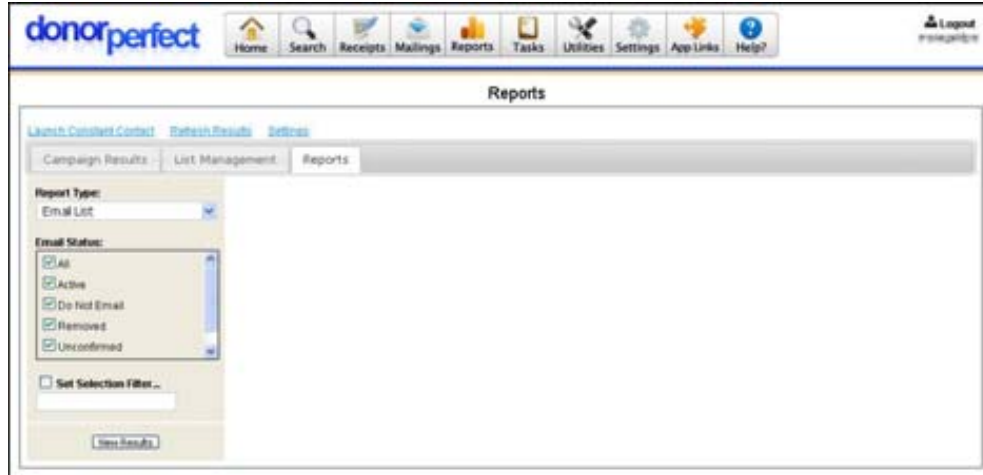 donorperfect
Home Search Receipts Mailings Reports Tasks Utilities Settings App Links Help?
Logout
Reports
Launch Constant Contact Refresh Results Settings
Campaign Results List Management Reports
Report Type:
Email List
Email Status:
All
Active
Do Not Email
Removed
Unconfirmed
Set Selection Filter...
View Results